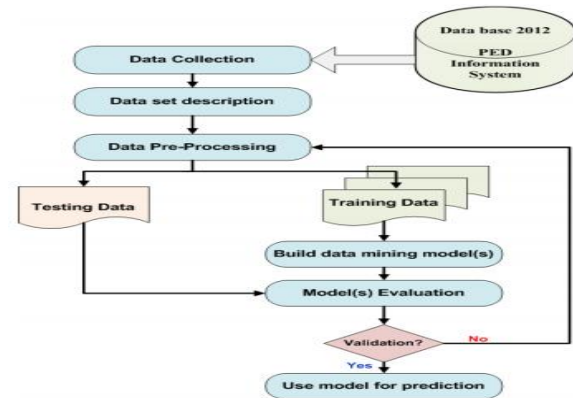 Data base 2012
PED
Information
System
Data Collection
Data set description
Data Pre-Processing
Testing Data
Training Data
Build data mining model(s)
Model(s) Evaluation
Validation?
No
Yes
Use model for prediction